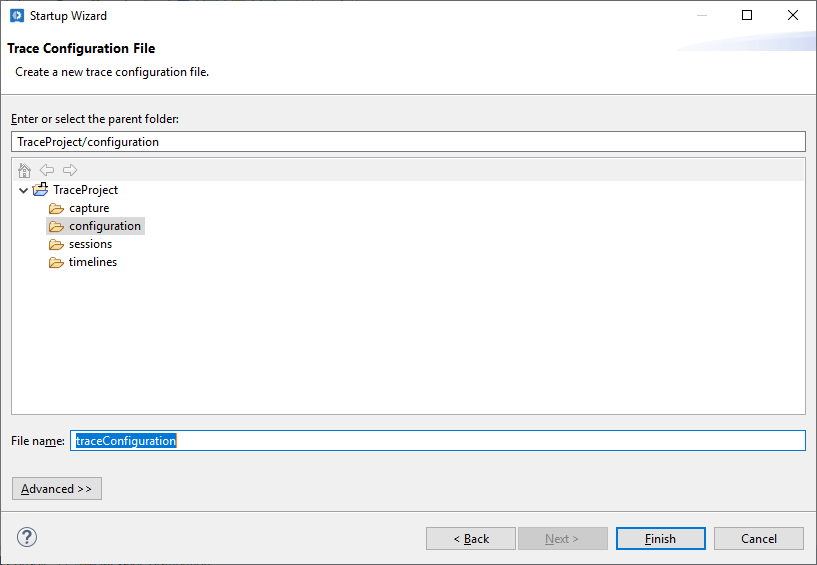 Startup Wizard
Trace Configuration File
Create a new trace configuration file.
Enter or select the parent folder:
TraceProject/configuration
TraceProject
capture
configuration
sessions
timelines
File name: traceConfiguration
Advanced >>
? < Back Next > Finish Cancel